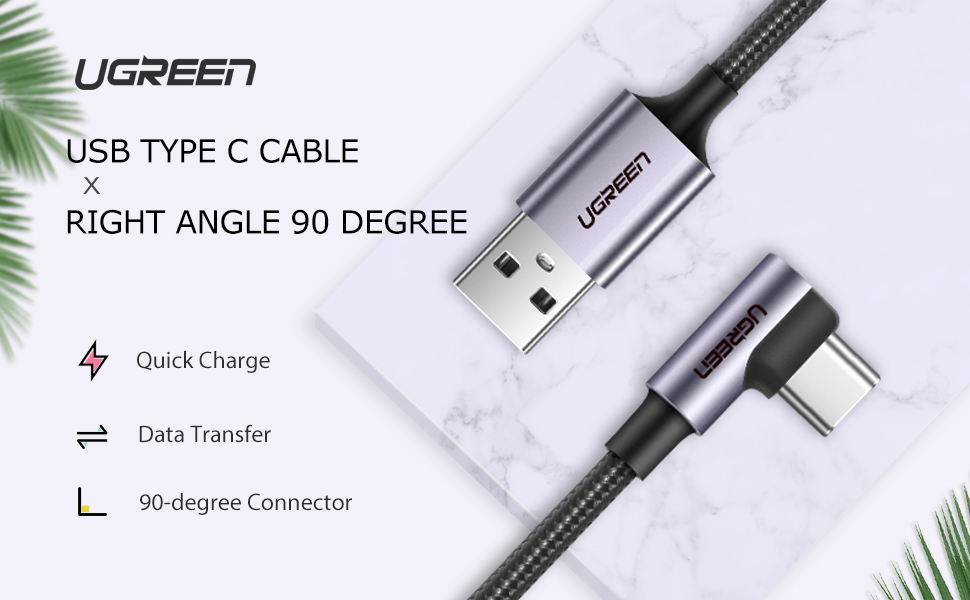 UGREEN
USB TYPE C CABLE
X
RIGHT ANGLE 90 DEGREE
Quick Charge
Data Transfer
90-degree Connector
UGREEN
UGREEN